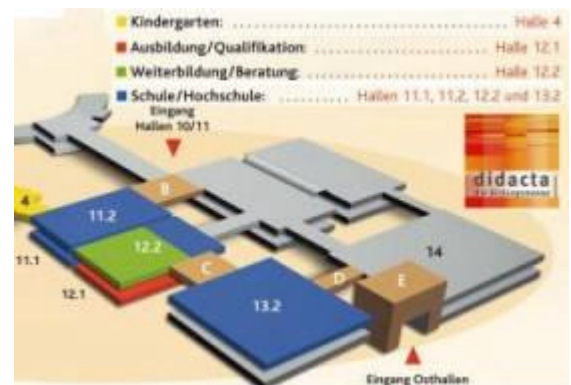 Kindergarten: Halle 4
Ausbildung/Qualifikation: Halle 12.1
Weiterbildung/Beratung: Halle 12.2
Schule/Hochschule: Hallen 11.1, 11.2, 12.2 und 13.2
Eingang
Hallen 10/11
didacta
die Bildungsmesse
4
B
11.2
12.2
11.1
12.1
C
D
E
14
13.2
Eingang Osthallen